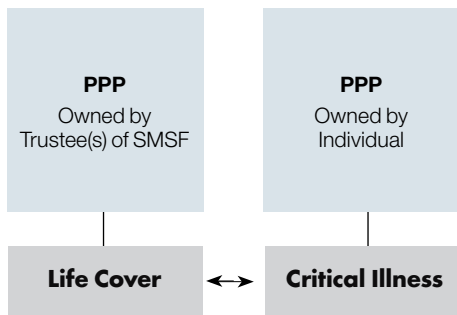 PPP
Owned by
Trustee(s) of SMSF
PPP
Owned by
Individual
Life Cover
Critical Illness